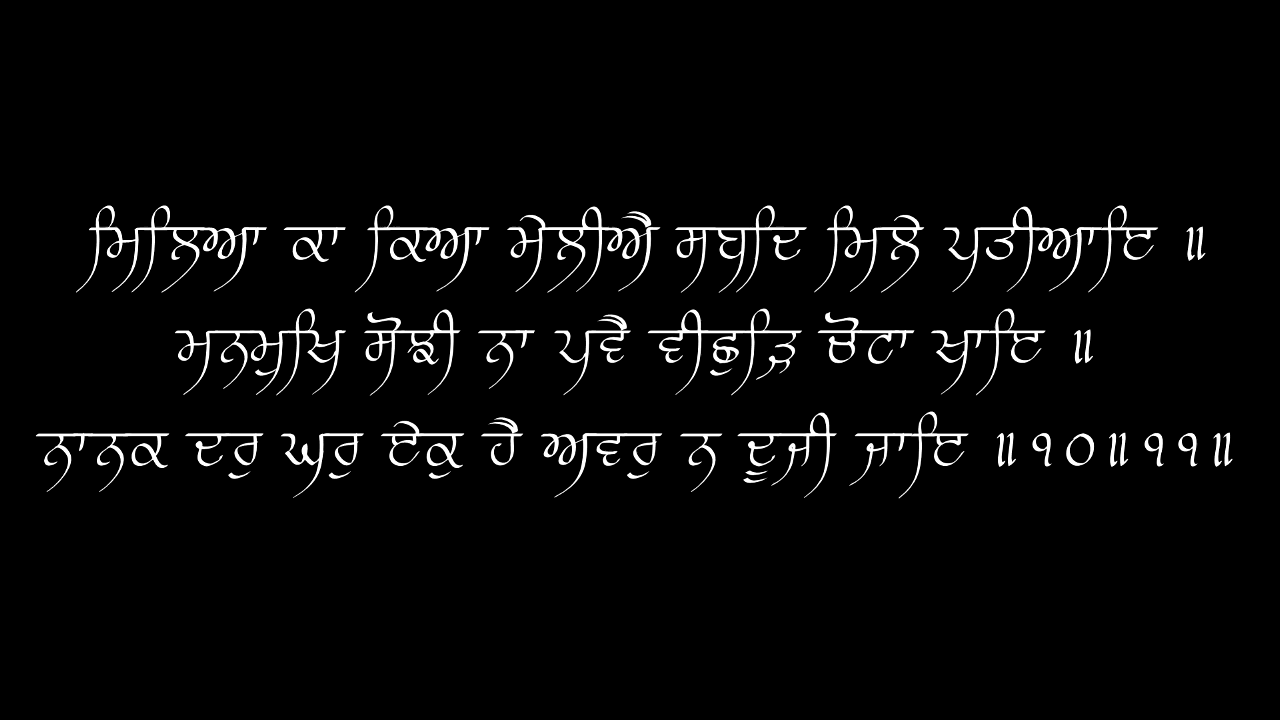 ਮਿਲਿਆ ਕਾ ਕਿਆ ਮੇਲੀਐ ਸਬਦਿ ਮਿਲੇ ਪਤੀਆਇ ॥
ਮਨਮੁਖਿ ਸੋਝੀ ਨਾ ਪਵੈ ਵੀਛੁੜਿ ਚੋਟਾ ਖਾਇ ॥
ਨਾਨਕ ਦਰੁ ਘਰੁ ਏਕੁ ਹੈ ਅਵਰੁ ਨ ਦੂਜੀ ਜਾਇ ॥੧੦॥੧੧॥